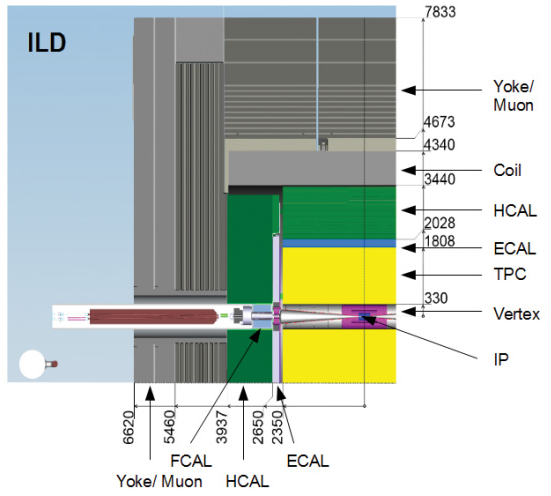 ILD
7833
Yoke/
Muon
4673
4340
Coil
3440
HCAL
2028
ECAL
1808
TPC
330
Vertex
IP
6620
5460
3937
2650
2350
FCAL
ECAL
Yoke/ Muon
HCAL